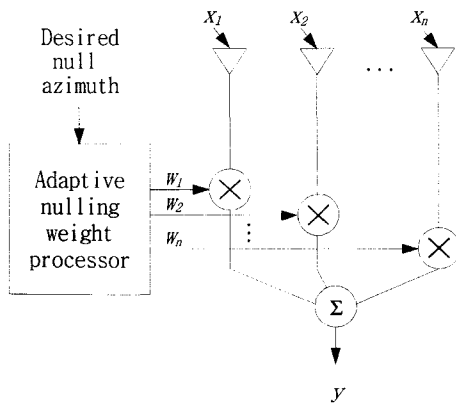 X1 X2 Xn
Desired
null
azimuth
...
Adaptive
nulling
weight
processor
W1
W2
Wn
Σ
y